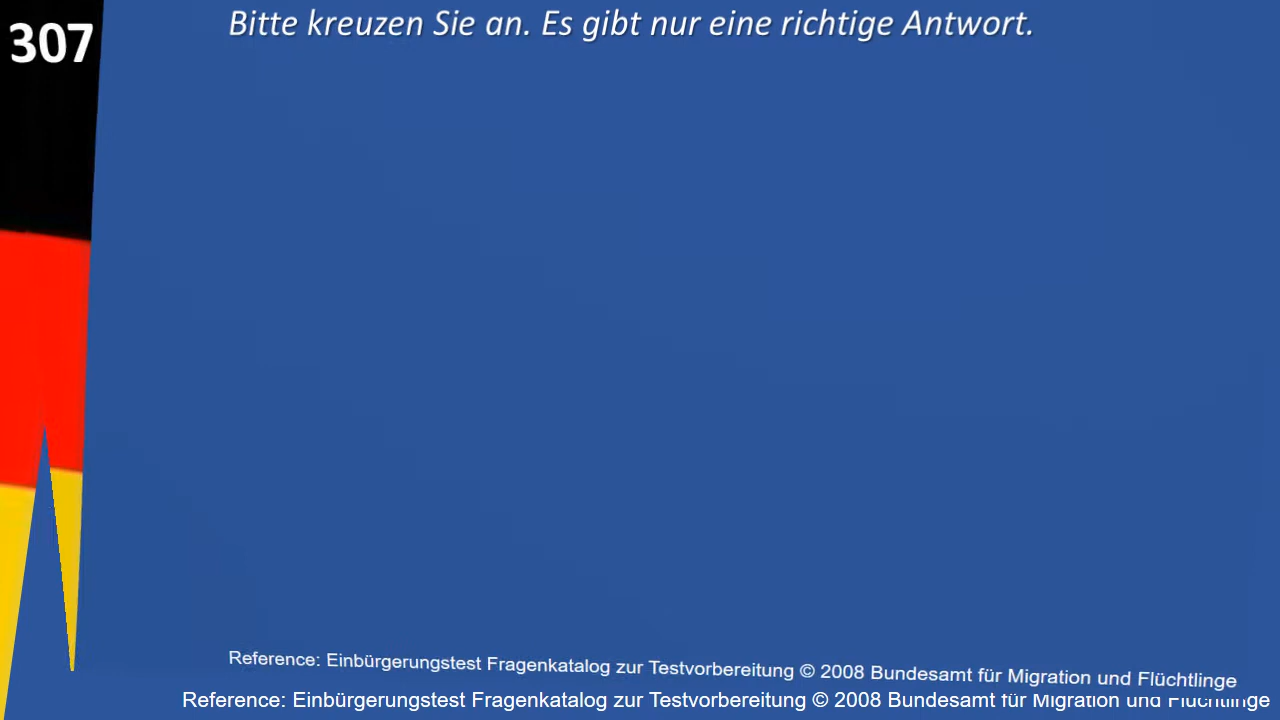 307
Bitte kreuzen Sie an. Es gibt nur eine richtige Antwort.
Reference: Einbürgerungstest Fragenkatalog zur Testvorbereitung © 2008 Bundesamt für Migration und Flüchtlinge
Reference: Einbürgerungstest Fragenkatalog zur Testvorbereitung © 2008 Bundesamt für Migration und Flüchtlinge